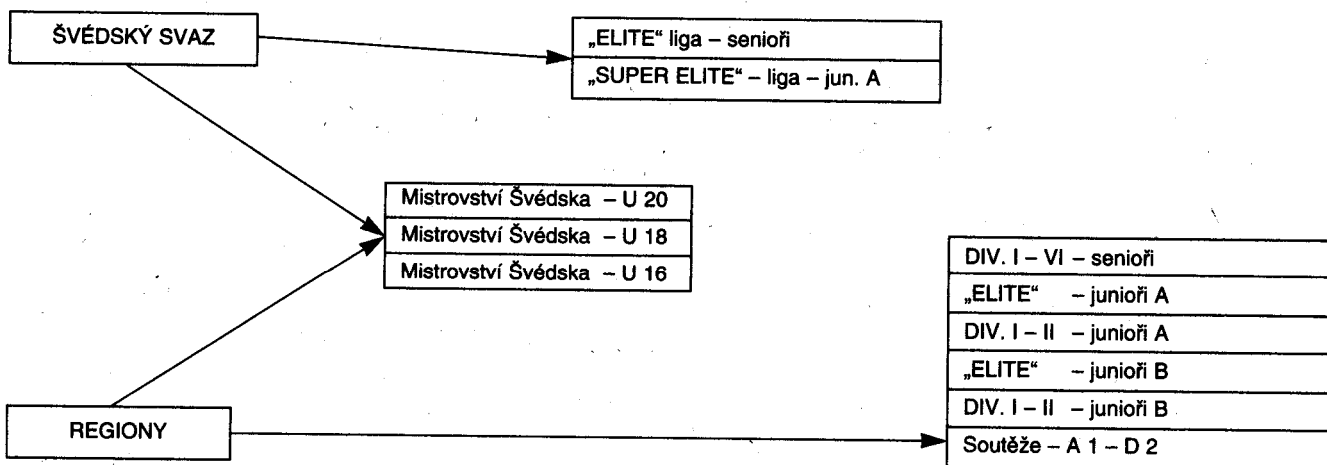 ŠVÉDSKÝ SVAZ
„ELITE“ liga – senioři
„SUPER ELITE“ – liga – jun. A
Mistrovství Švédska – U 20
Mistrovství Švédska – U 18
Mistrovství Švédska – U 16
REGIONY
DIV. I – VI – senioři
„ELITE“ – junioři A
DIV. I – II – junioři A
„ELITE“ – junioři B
DIV. I – II – junioři B
Soutěže – A 1 – D 2